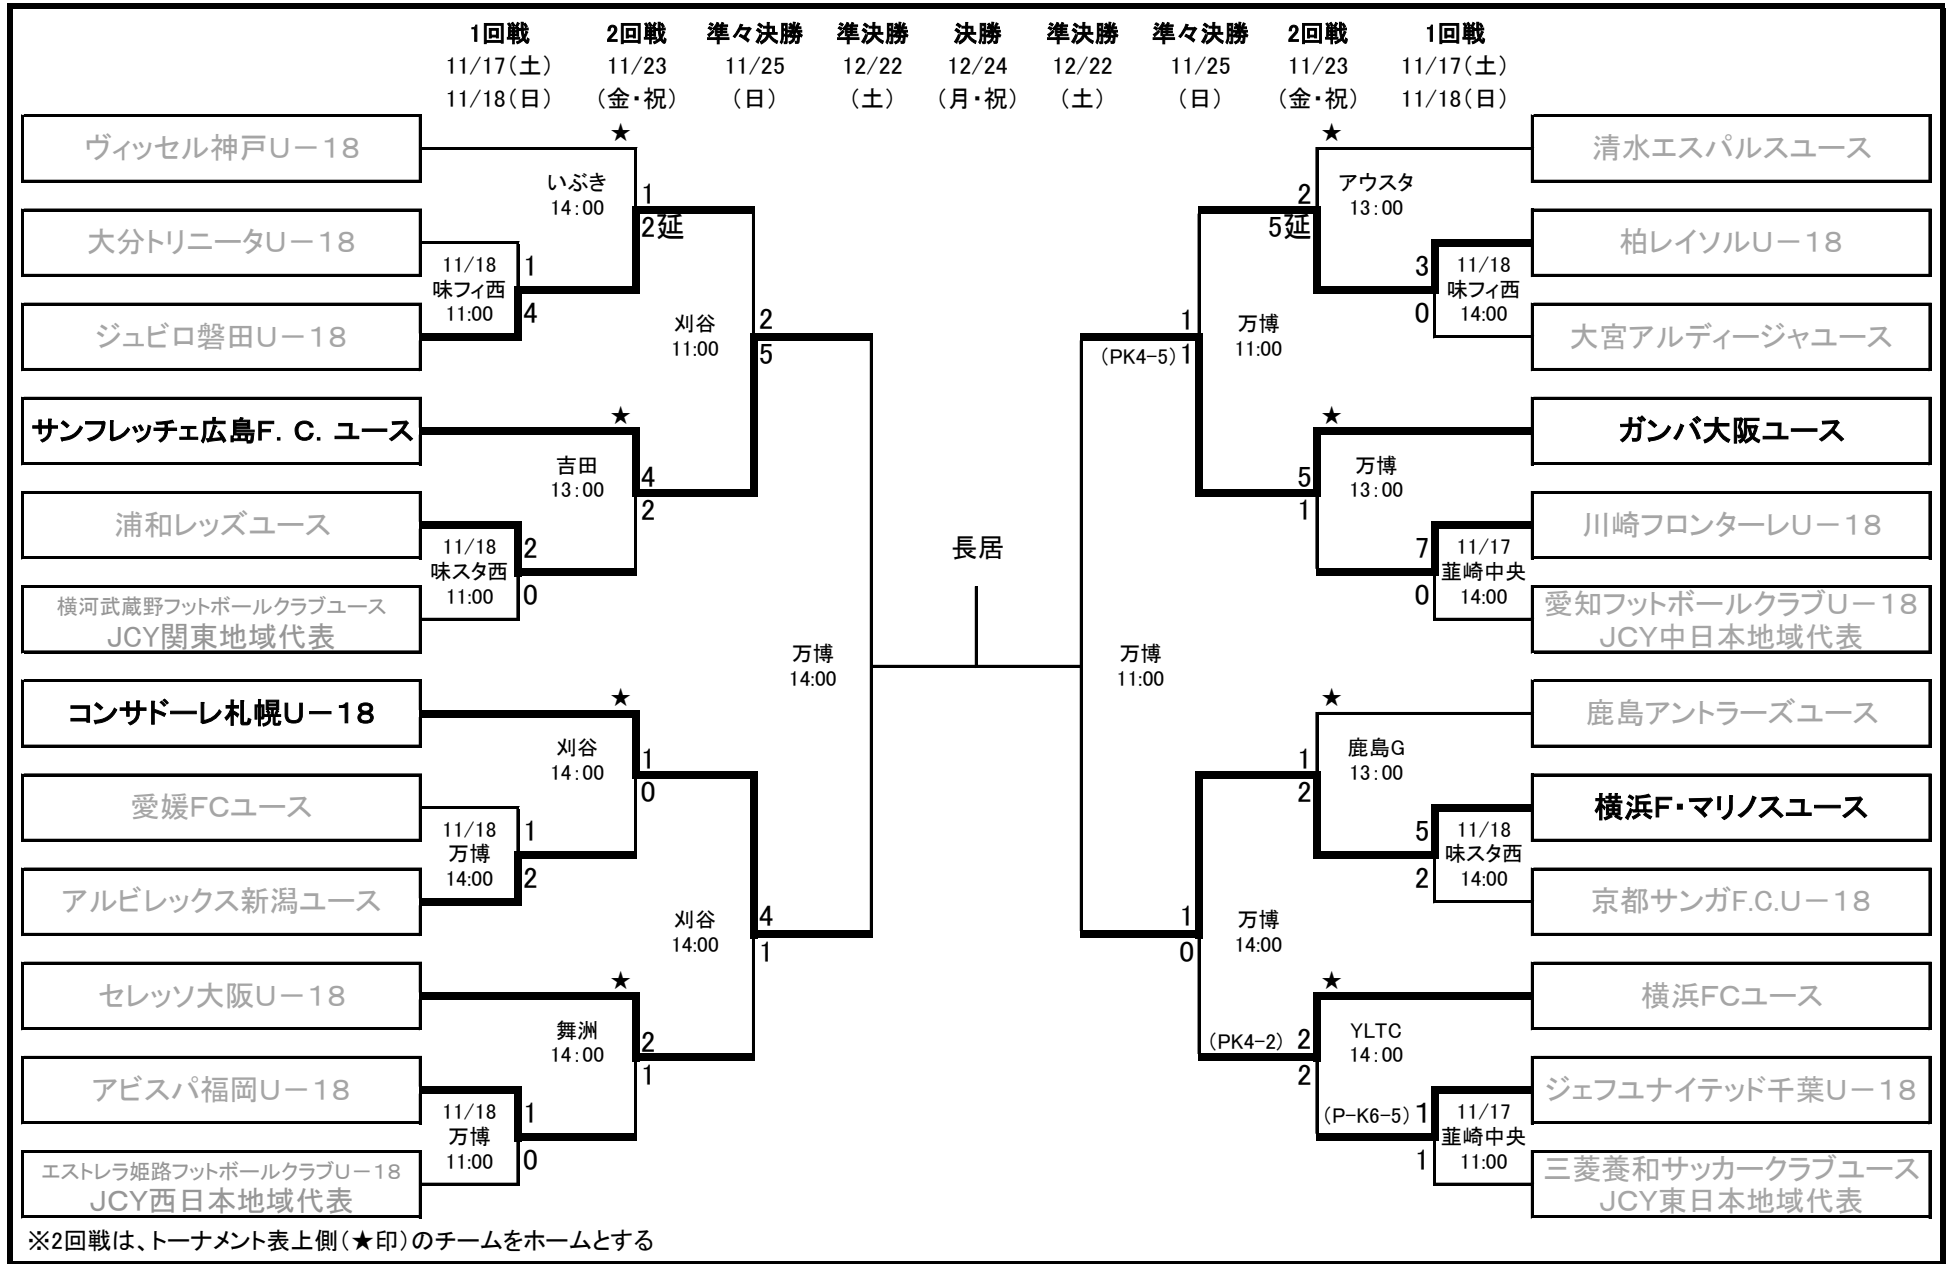 1回戦 2回戦 準々決勝 準決勝 決勝 準決勝 準々決勝 2回戦 1回戦
11/17(土) 11/23 11/25 12/22 12/24 12/22 11/25 11/23 11/17(土)
11/18(日) (金・祝) (日) (土) (月・祝) (土) (日) (金・祝) 11/18(日)
★
ヴィッセル神戸U-18
いぶき
14:00
1
2延
大分トリニータU-18
11/18
味フィ西
11:00
1
4
ジュビロ磐田U-18
刈谷
11:00
2
5
サンフレッチェ広島F. C. ユース
★
吉田
13:00
4
2
浦和レッズユース
11/18
味スタ西
11:00
2
0
横河武蔵野フットボールクラブユース
JCY関東地域代表
万博
14:00
コンサドーレ札幌U-18
★
刈谷
14:00
1
0
愛媛FCユース
11/18
万博
14:00
1
2
アルビレックス新潟ユース
刈谷
14:00
4
1
セレッソ大阪U-18
★
舞洲
14:00
2
1
アビスパ福岡U-18
11/18
万博
11:00
1
0
エストレラ姫路フットボールクラブU-18
JCY西日本地域代表
長居
★
清水エスパルスユース
アウスタ
13:00
2
5延
柏レイソルU-18
3
0
11/18
味フィ西
14:00
大宮アルディージャユース
1
(PK4-5) 1
万博
11:00
★
ガンバ大阪ユース
5
1
万博
13:00
川崎フロンターレU-18
7
0
11/17
韮崎中央
14:00
愛知フットボールクラブU-18
JCY中日本地域代表
万博
11:00
★
鹿島アントラーズユース
1
2
鹿島G
13:00
横浜F・マリノスユース
5
2
11/18
味スタ西
14:00
京都サンガF.C.U-18
1
0
万博
14:00
★
横浜FCユース
(PK4-2) 2
2
YLTC
14:00
ジェフユナイテッド千葉U-18
(P-K6-5) 1
1
11/17
韮崎中央
11:00
三菱養和サッカークラブユース
JCY東日本地域代表
※2回戦は、トーナメント表上側(★印)のチームをホームとする